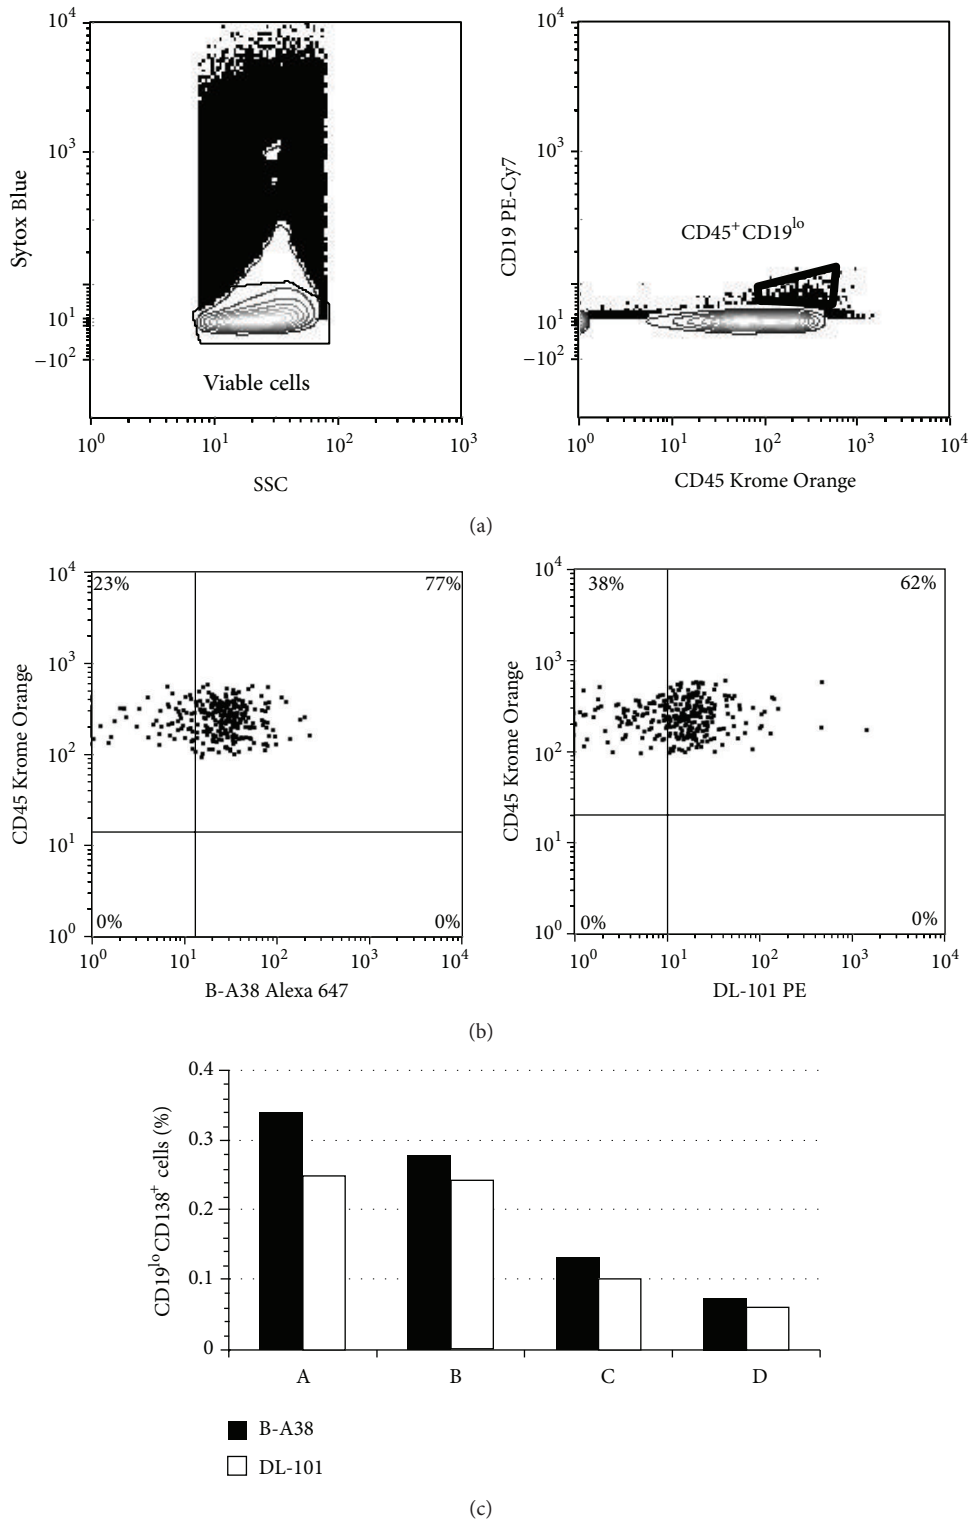 10^4
10^3
10^1
−10^2
Sytox Blue
Viable cells
10^0 10^1 10^2 10^3
SSC
10^4
10^3
10^1
−10^2
CD19 PE-Cy7
CD45^+CD19^lo
10^0 10^1 10^2 10^3 10^4
CD45 Krome Orange
(a)
10^4
10^3
10^2
10^1
10^0
CD45 Krome Orange
23% 77%
0% 0%
10^0 10^1 10^2 10^3 10^4
B-A38 Alexa 647
10^4
10^3
10^2
10^1
10^0
CD45 Krome Orange
38% 62%
0% 0%
10^0 10^1 10^2 10^3 10^4
DL-101 PE
(b)
0.4
0.3
0.2
0.1
0
CD19^loCD138^+ cells (%)
A B C D
B-A38
DL-101
(c)